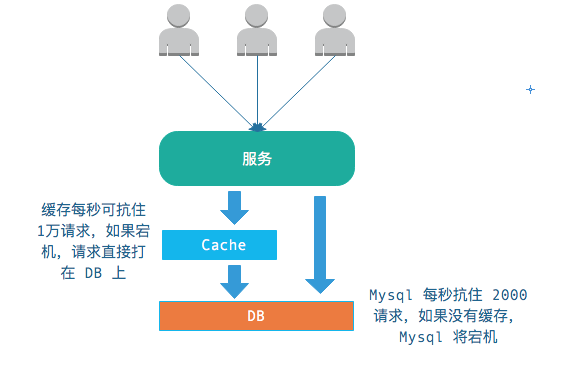 服务
缓存每秒可抗住
1万请求，如果宕
机，请求直接打
在 DB 上
Cache
DB
Mysql 每秒抗住 2000
请求，如果没有缓存，
Mysql 将宕机